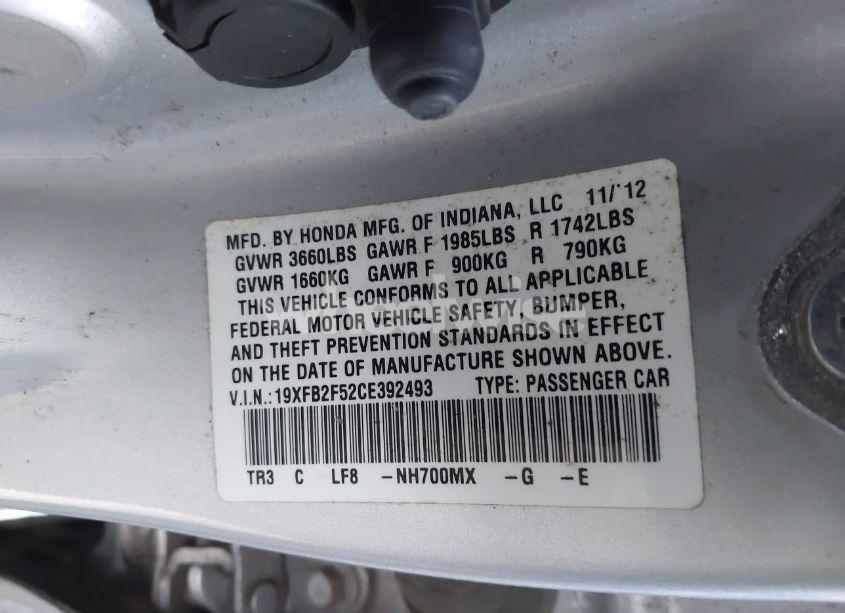 MFD. BY HONDA MFG. OF INDIANA, LLC 11/'12
GVWR 3660LBS GAWR F 1985LBS R 1742LBS
GVWR 1660KG GAWR F 900KG R 790KG
THIS VEHICLE CONFORMS TO ALL APPLICABLE
FEDERAL MOTOR VEHICLE SAFETY, BUMPER,
AND THEFT PREVENTION STANDARDS IN EFFECT
ON THE DATE OF MANUFACTURE SHOWN ABOVE.
V.I.N.:19XFB2F52CE392493 TYPE: PASSENGER CAR
TR3 C LF8 -NH700MX -G -E